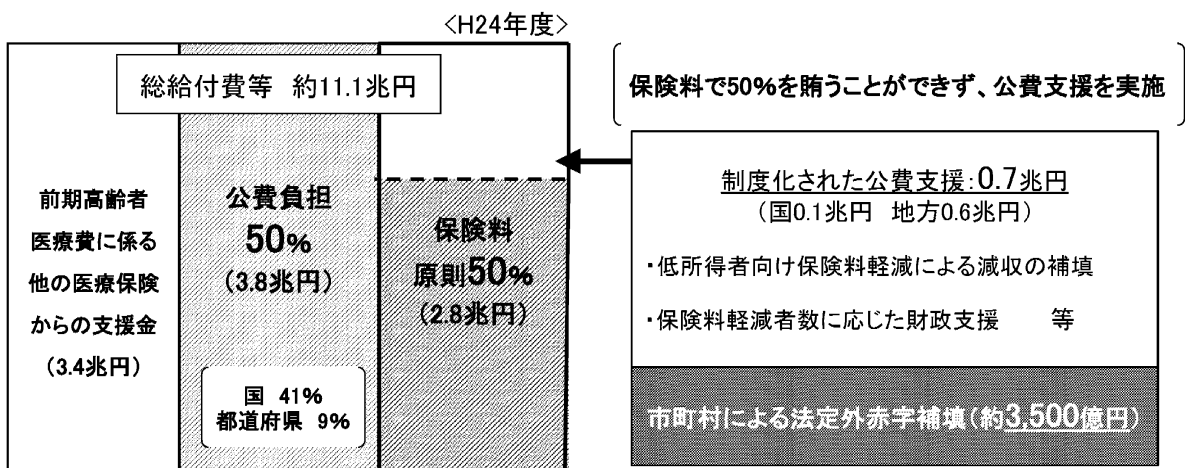 <H24年度>
総給付費等 約11.1兆円
前期高齢者
医療費に係る
他の医療保険
からの支援金
(3.4兆円)
公費負担
50%
(3.8兆円)
国 41%
都道府県 9%
保険料
原則50%
(2.8兆円)
保険料で50%を賄うことができず、公費支援を実施
制度化された公費支援:0.7兆円
(国0.1兆円 地方0.6兆円)
・低所得者向け保険料軽減による減収の補填
・保険料軽減者数に応じた財政支援 等
市町村による法定外赤字補填(約3,500億円)